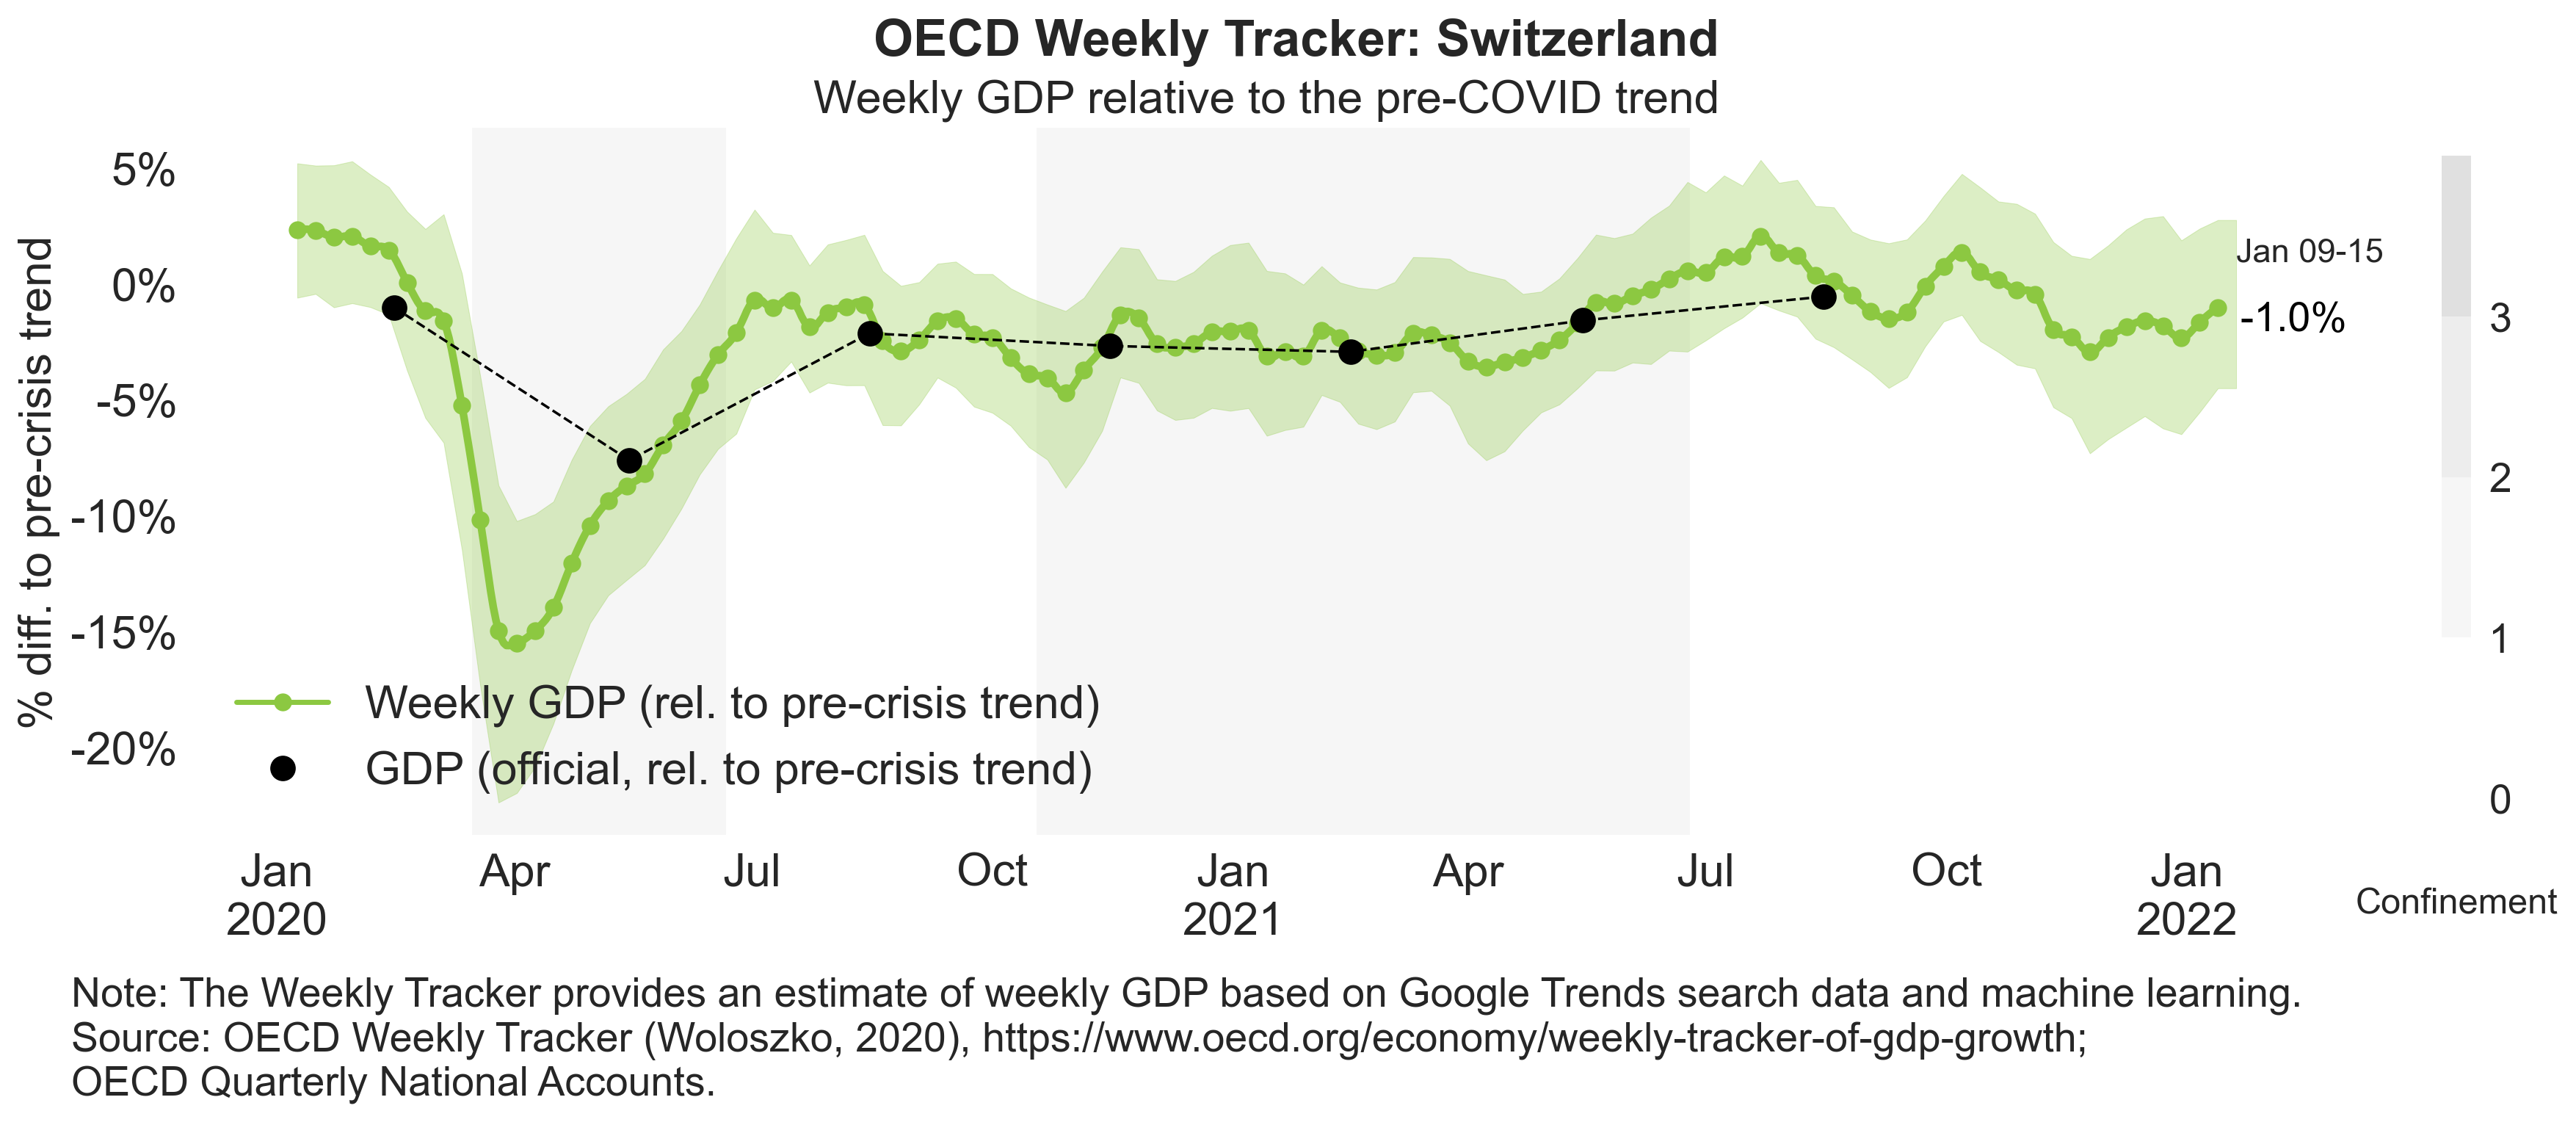 OECD Weekly Tracker: Switzerland
Weekly GDP relative to the pre-COVID trend
% diff. to pre-crisis trend
5%
0%
-5%
-10%
-15%
-20%
Jan 09-15
-1.0%
3
2
1
0
Confinement
Weekly GDP (rel. to pre-crisis trend)
GDP (official, rel. to pre-crisis trend)
Jan Apr Jul Oct Jan Apr Jul Oct Jan
2020 2021 2022
Note: The Weekly Tracker provides an estimate of weekly GDP based on Google Trends search data and machine learning.
Source: OECD Weekly Tracker (Woloszko, 2020), https://www.oecd.org/economy/weekly-tracker-of-gdp-growth;
OECD Quarterly National Accounts.